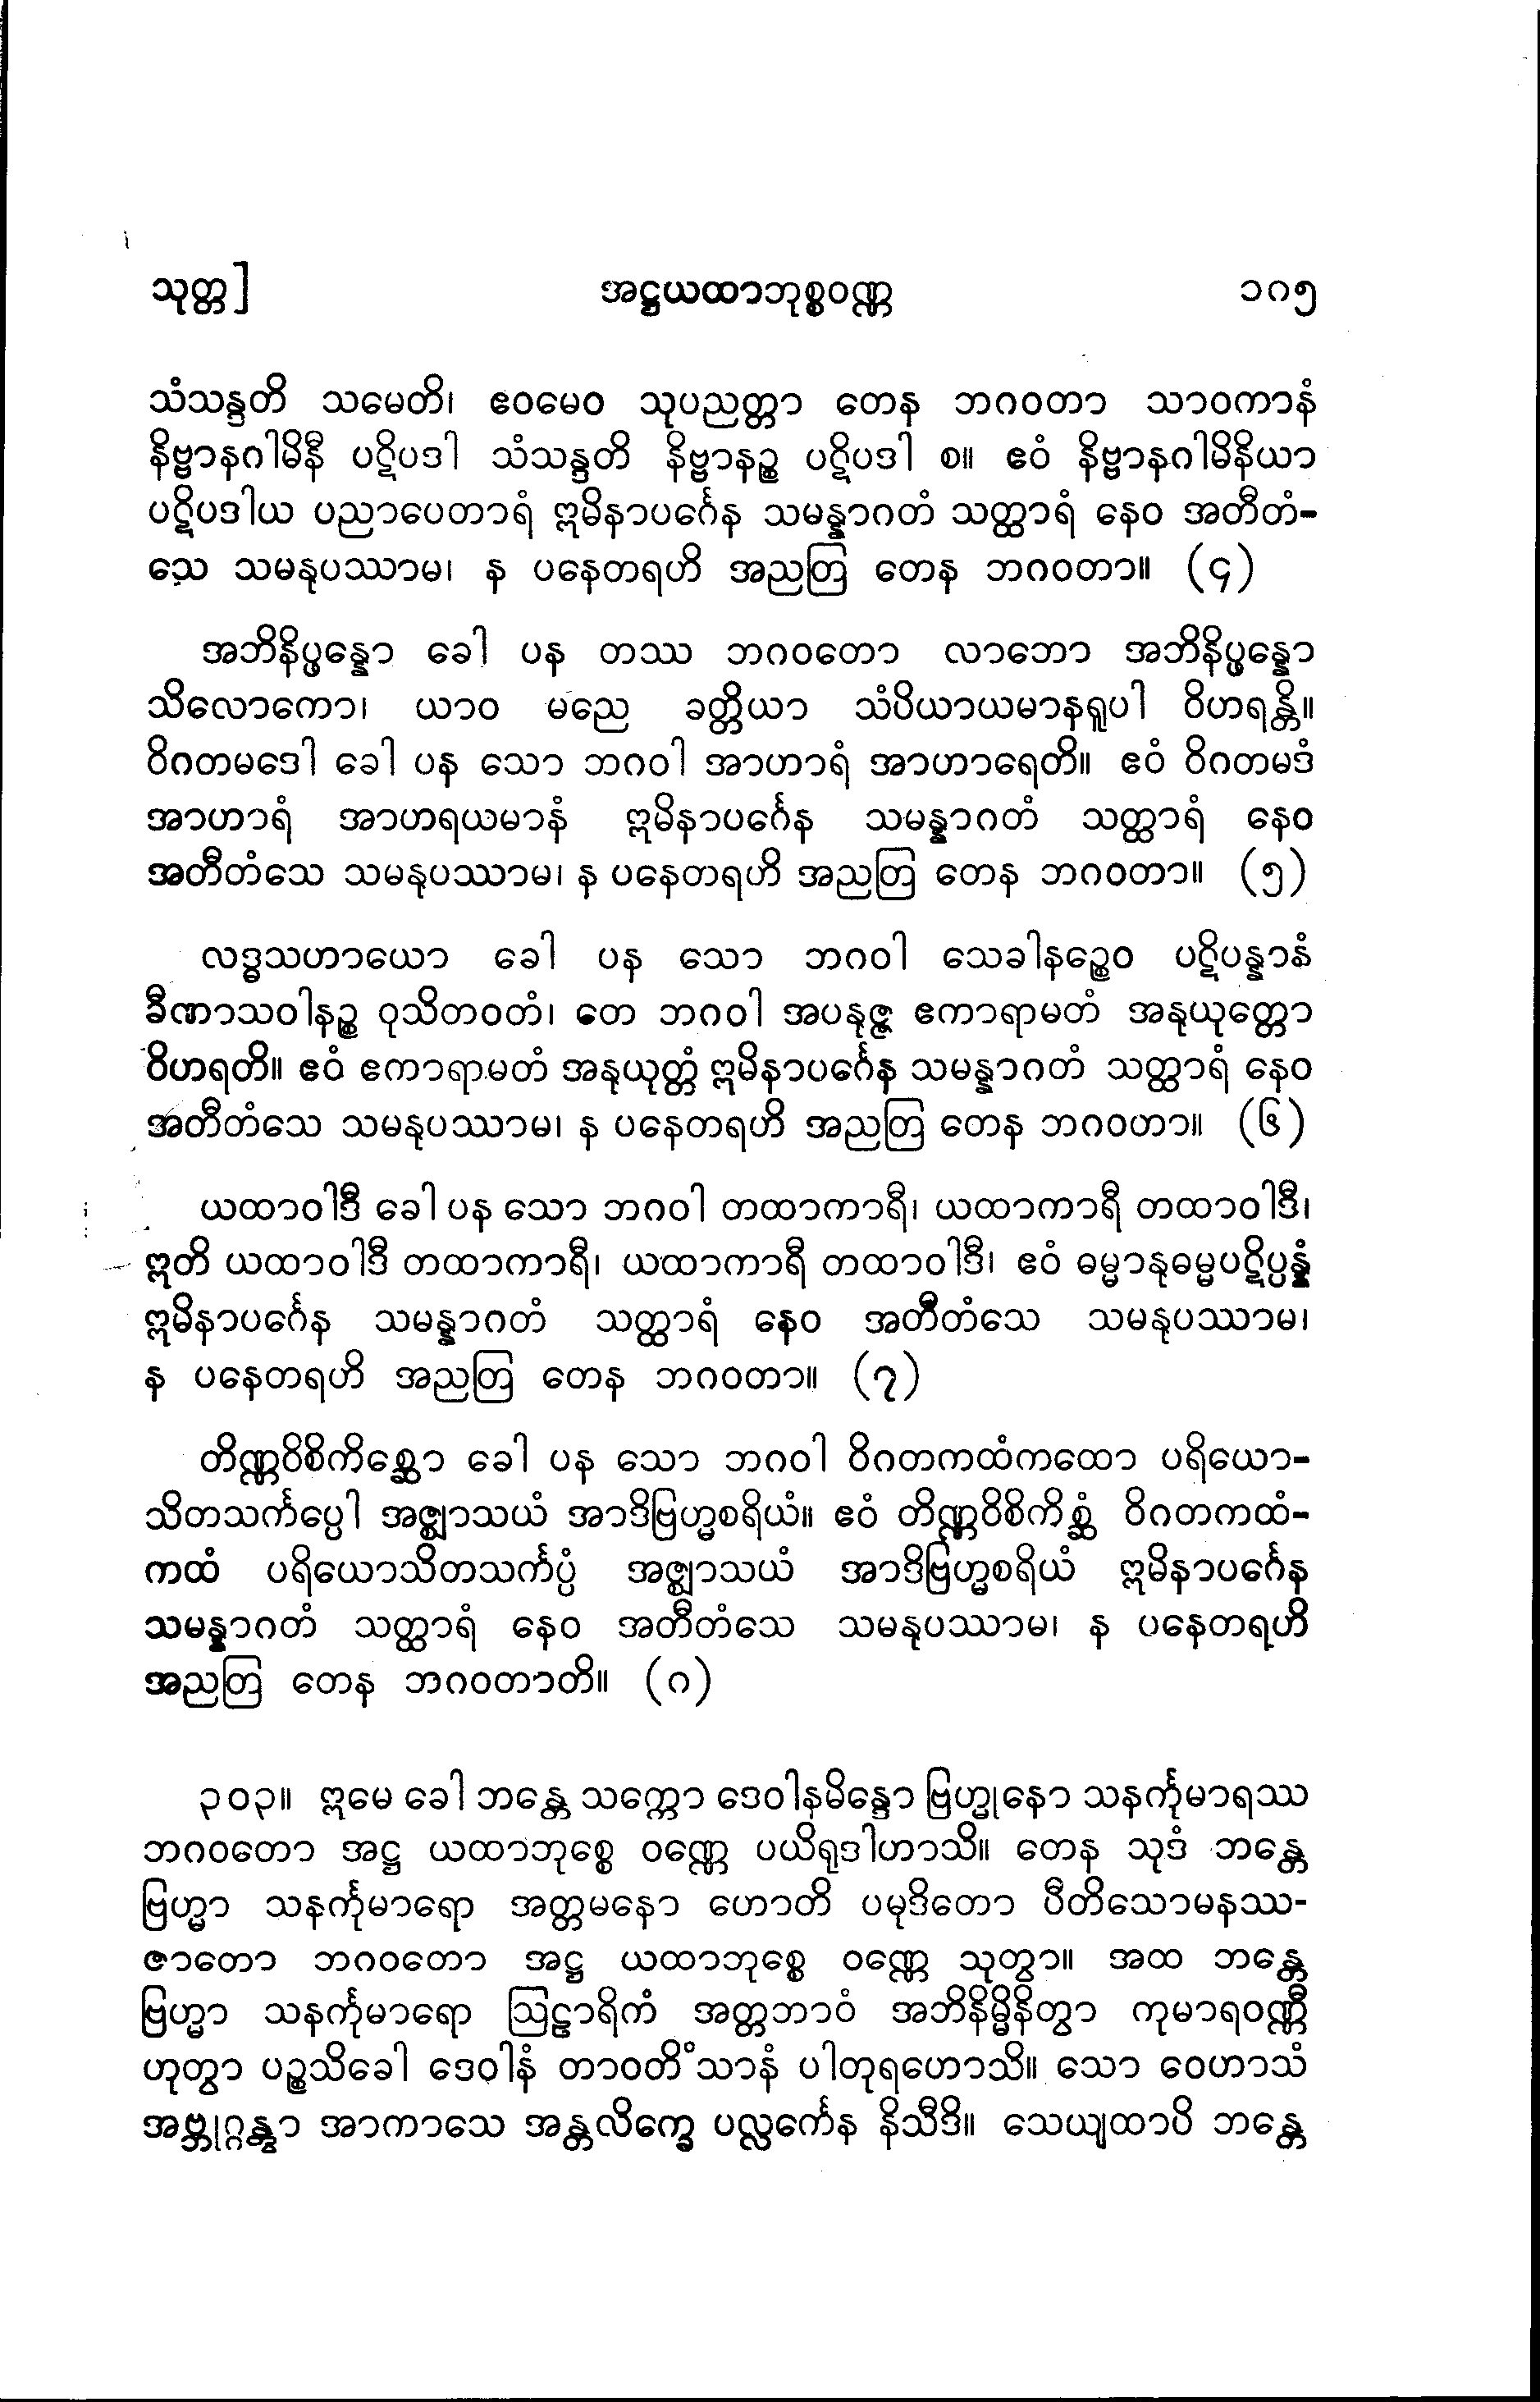 သုတ္တ] အဋ္ဌယထာဘုစ္စဝဏ္ဏ ၁ဂ၅
သံသန္ဒတိ သမေတိ၊ ဧဝမေဝ သုပညတ္တာ တေန ဘဂဝတာ သာဝကာနံ
နိဗ္ဗာနဂါမိနီ ပဋိပဒါ သံသန္ဒတိ နိဗ္ဗာနဉ္စ ပဋိပဒါ စ။ ဧဝံ နိဗ္ဗာနဂါမိနိယာ
ပဋိပဒါယ ပညာပေတာရံ ဣမိနာပင်္ဂေန သမန္နာဂတံ သတ္ထာရံ နေဝ အတီတံ-
သေ သမနုပဿာမ၊ န ပနေတရဟိ အညတြ တေန ဘဂဝတာ။ (၄)
အဘိနိပ္ဖန္နော ခေါ ပန တဿ ဘဂဝတော လာဘော အဘိနိပ္ဖန္နော
သိလောကော၊ ယာဝ မညေ ခတ္တိယာ သံပိယာယမာနရူပါ ဝိဟရန္တိ။
ဝိဂတမဒေါ ခေါ ပန သော ဘဂဝါ အာဟာရံ အာဟာရေတိ။ ဧဝံ ဝိဂတမဒံ
အာဟာရံ အာဟရယမာနံ ဣမိနာပင်္ဂေန သမန္နာဂတံ သတ္ထာရံ နေဝ
အတီတံသေ သမနုပဿာမ၊ န ပနေတရဟိ အညတြ တေန ဘဂဝတာ။ (၅)
လဒ္ဓသဟာယော ခေါ ပန သော ဘဂဝါ သေခါနဉ္စေဝ ပဋိပန္နာနံ
ခီဏာသဝါနဉ္စ ဝုသိတဝတံ၊ တေ ဘဂဝါ အပနုဇ္ဇ ဧကာရာမတံ အနုယုတ္တော
ဝိဟရတိ။ ဧဝံ ဧကာရာမတံ အနုယုတ္တံ ဣမိနာပင်္ဂေန သမန္နာဂတံ သတ္ထာရံ နေဝ
အတီတံသေ သမနုပဿာမ၊ န ပနေတရဟိ အညတြ တေန ဘဂဝတာ။ (၆)
ယထာဝါဒီ ခေါ ပန သော ဘဂဝါ တထာကာရီ၊ ယထာကာရီ တထာဝါဒီ၊
ဣတိ ယထာဝါဒီ တထာကာရီ၊ ယထာကာရီ တထာဝါဒီ၊ ဧဝံ ဓမ္မာနုဓမ္မပဋိပ္ပန္နံ
ဣမိနာပင်္ဂေန သမန္နာဂတံ သတ္ထာရံ နေဝ အတီတံသေ သမနုပဿာမ၊
န ပနေတရဟိ အညတြ တေန ဘဂဝတာ။ (၇)
တိဏ္ဏဝိစိကိစ္ဆော ခေါ ပန သော ဘဂဝါ ဝိဂတကထံကထော ပရိယော-
သိတသင်္ကပ္ပေါ အဇ္ဈာသယံ အာဒိဗြဟ္မစရိယံ။ ဧဝံ တိဏ္ဏဝိစိကိစ္ဆံ ဝိဂတကထံ-
ကထံ ပရိယောသိတသင်္ကပ္ပံ အဇ္ဈာသယံ အာဒိဗြဟ္မစရိယံ ဣမိနာပင်္ဂေန
သမန္နာဂတံ သတ္ထာရံ နေဝ အတီတံသေ သမနုပဿာမ၊ န ပနေတရဟိ
အညတြ တေန ဘဂဝတာတိ။ (ဂ)
၃၀၃။ ဣမေ ခေါ ဘန္တေ သက္ကော ဒေဝါနမိန္ဒော ဗြဟ္မုနော သနင်္ကုမာရဿ
ဘဂဝတော အဋ္ဌ ယထာဘုစ္စေ ဝဏ္ဏေ ပယိရုဒါဟာသိ။ တေန သုဒံ ဘန္တေ
ဗြဟ္မာ သနင်္ကုမာရော အတ္တမနော ဟောတိ ပမုဒိတော ပီတိသောမနဿ-
ဇာတော ဘဂဝတော အဋ္ဌ ယထာဘုစ္စေ ဝဏ္ဏေ သုတွာ။ အထ ဘန္တေ
ဗြဟ္မာ သနင်္ကုမာရော ဩဠာရိကံ အတ္တဘာဝံ အဘိနိမ္မိနိတွာ ကုမာရဝဏ္ဏီ
ဟုတွာ ပဉ္စသိခေါ ဒေဝါနံ တာဝတိံသာနံ ပါတုရဟောသိ။ သော ဝေဟာသံ
အဗ္ဘုဂ္ဂန္တွာ အာကာသေ အန္တလိက္ခေ ပလ္လင်္ကေန နိသီဒိ။ သေယျထာပိ ဘန္တေ